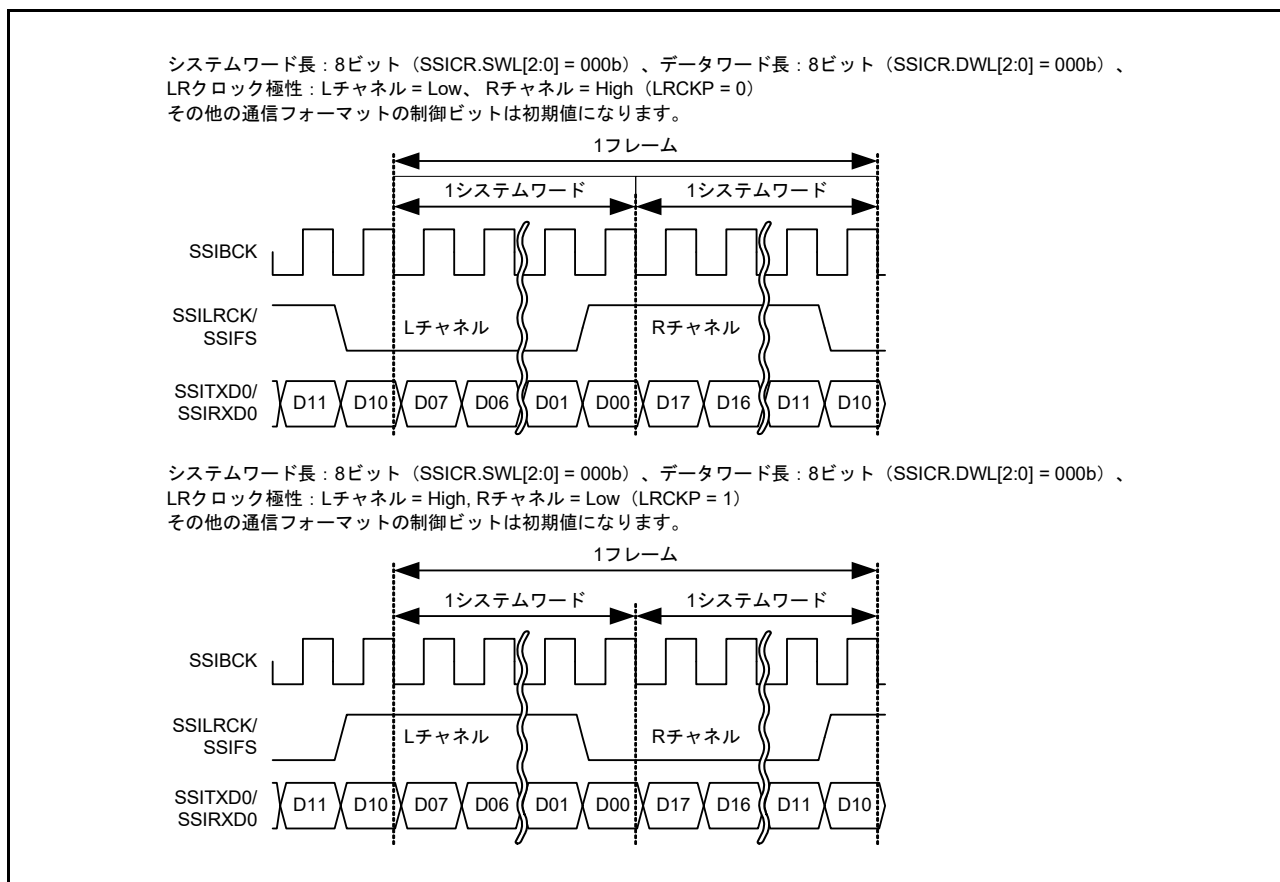 システムワード長：8ビット（SSICR.SWL[2:0] = 000b）、データワード長：8ビット（SSICR.DWL[2:0] = 000b）、
LRクロック極性：Lチャネル = Low、 Rチャネル = High（LRCKP = 0）
その他の通信フォーマットの制御ビットは初期値になります。
1フレーム
1システムワード 1システムワード
SSIBCK
SSILRCK/
SSIFS
Lチャネル Rチャネル
SSITXD0/
SSIRXD0
D11 D10 D07 D06 D01 D00 D17 D16 D11 D10
システムワード長：8ビット（SSICR.SWL[2:0] = 000b）、データワード長：8ビット（SSICR.DWL[2:0] = 000b）、
LRクロック極性：Lチャネル = High, Rチャネル = Low（LRCKP = 1）
その他の通信フォーマットの制御ビットは初期値になります。
1フレーム
1システムワード 1システムワード
SSIBCK
SSILRCK/
SSIFS
Lチャネル Rチャネル
SSITXD0/
SSIRXD0
D11 D10 D07 D06 D01 D00 D17 D16 D11 D10